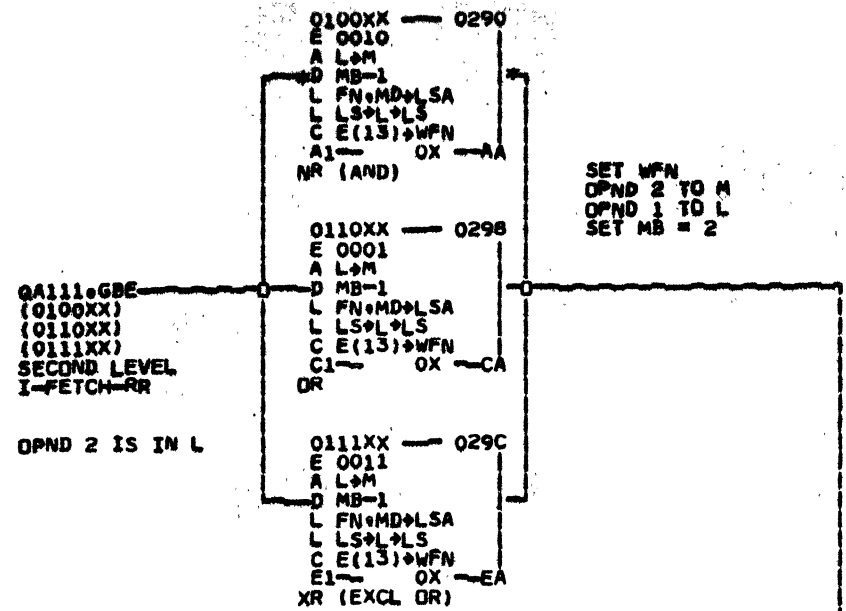 0100XX — 0290
E 0010
A L→M
D MB-1 *
L FN.MD→LSA
L LS→L→LS
C E(13)→WFN
A1— 0X —AA
NR (AND)
SET WFN
OPND 2 TO M
OPND 1 TO L
SET MB = 2
0110XX — 0298
E 0001
A L→M
D MB-1
L FN.MD→LSA
L LS→L→LS
C E(13)→WFN
C1— 0X —CA
OR
QA111.GBE
(0100XX)
(0110XX)
(0111XX)
SECOND LEVEL
I-FETCH-RR
OPND 2 IS IN L
0111XX — 029C
E 0011
A L→M
D MB-1
L FN.MD→LSA
L LS→L→LS
C E(13)→WFN
E1— 0X —EA
XR (EXCL OR)